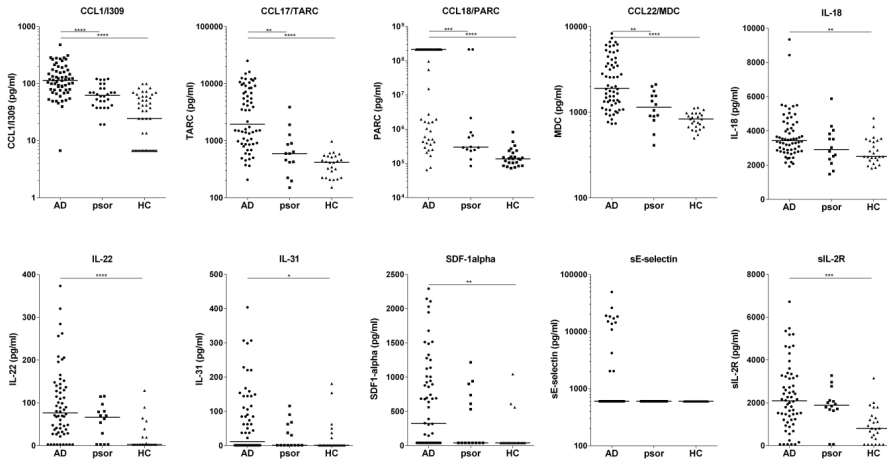 CCL1/I309
CCL1/I309 (pg/ml)
1000
100
10
1
****
****
AD psor HC
CCL17/TARC
TARC (pg/ml)
100000
10000
1000
100
**
****
AD psor HC
CCL18/PARC
PARC (pg/ml)
10⁹
10⁸
10⁷
10⁶
10⁵
10⁴
***
****
AD psor HC
CCL22/MDC
MDC (pg/ml)
10000
1000
100
**
****
AD psor HC
IL-18
IL-18 (pg/ml)
10000
8000
6000
4000
2000
0
**
AD psor HC
IL-22
IL-22 (pg/ml)
400
300
200
100
0
****
AD psor HC
IL-31
IL-31 (pg/ml)
500
400
300
200
100
0
*
AD psor HC
SDF-1alpha
SDF1-alpha (pg/ml)
2500
2000
1500
1000
500
0
**
AD psor HC
sE-selectin
sE-selectin (pg/ml)
100000
10000
1000
100
AD psor HC
sIL-2R
sIL-2R (pg/ml)
8000
6000
4000
2000
0
***
AD psor HC